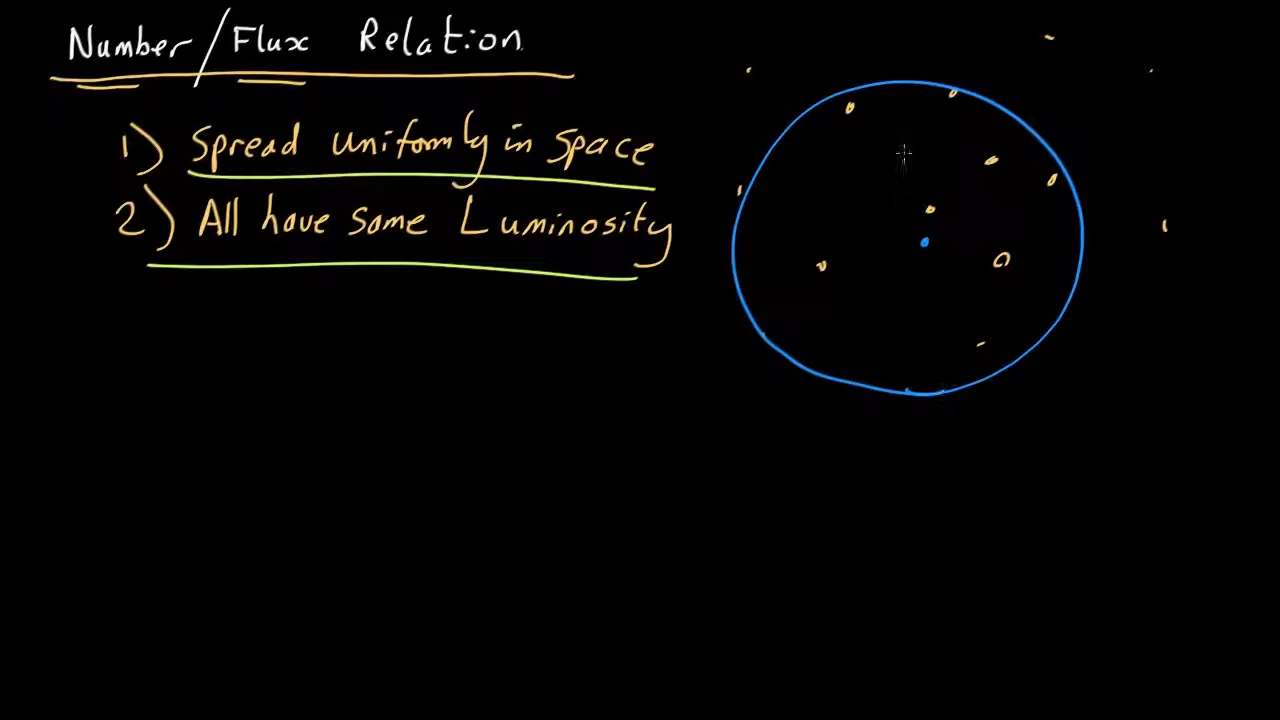 Number/Flux Relation
1) Spread uniformly in space
2) All have same Luminosity